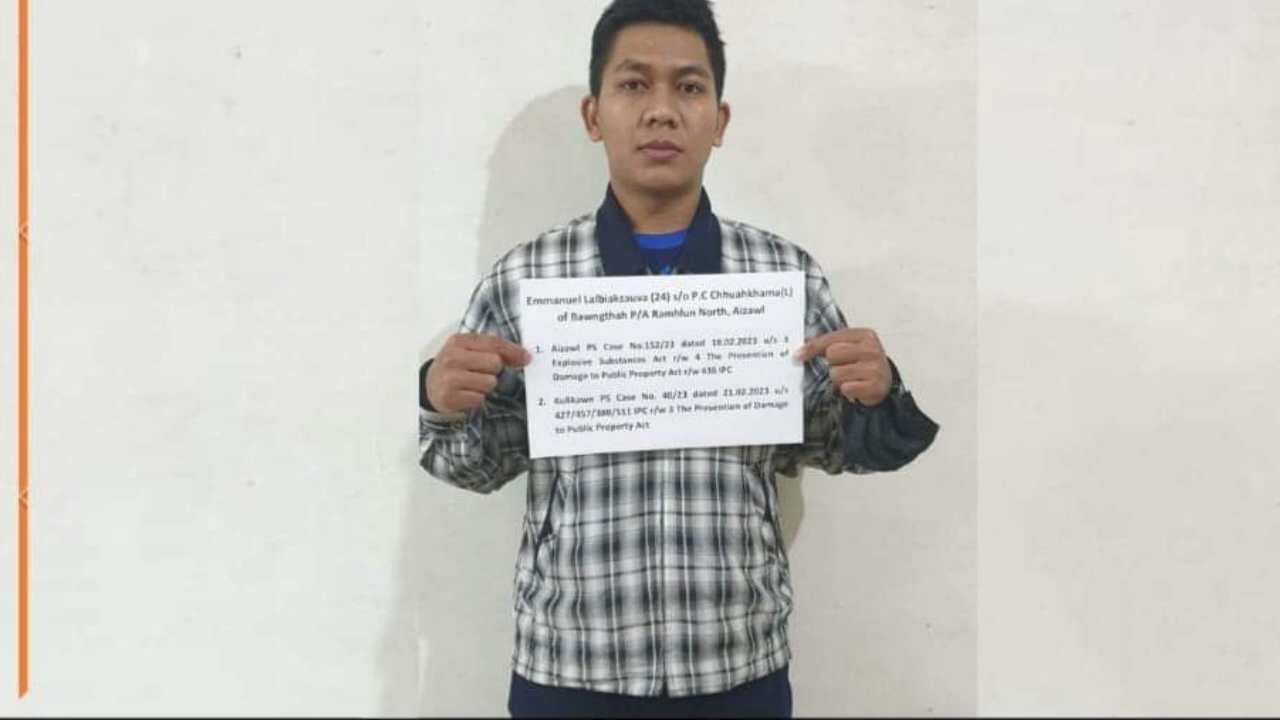 Emmanuel Lalbiakzauva (24) s/o P.C Chhuahkhama(L)
of Bawngthah P/A Ramhlun North, Aizawl
1. Aizawl PS Case No.152/23 dated 18.02.2023 u/s 3
Explosive Substances Act r/w 4 The Prevention of
Damage to Public Property Act r/w 436 IPC
2. Kulikawn PS Case No. 40/23 dated 21.02.2023 u/s
427/457/380/511 IPC r/w 3 The Prevention of Damage
to Public Property Act